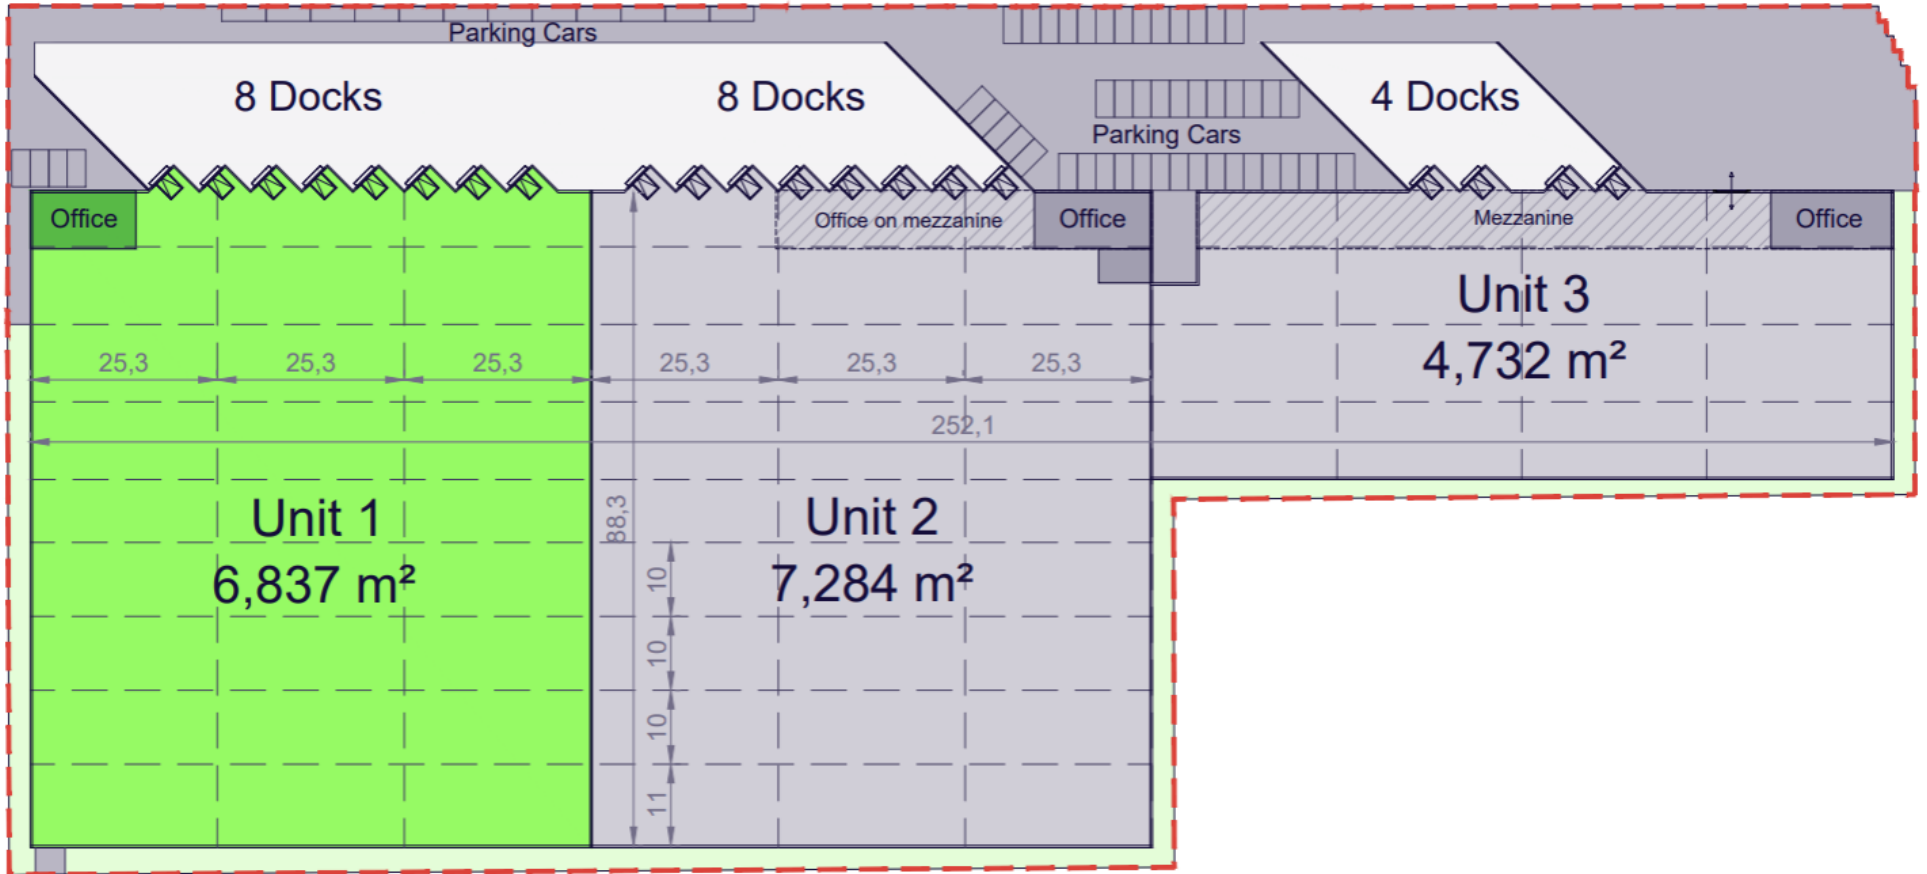 Parking Cars
8 Docks
8 Docks
4 Docks
Parking Cars
Office
Office on mezzanine
Office
Mezzanine
Office
Unit 3
4,732 m²
25,3
25,3
25,3
25,3
25,3
25,3
252,1
88,3
Unit 1
6,837 m²
Unit 2
7,284 m²
10
10
10
11